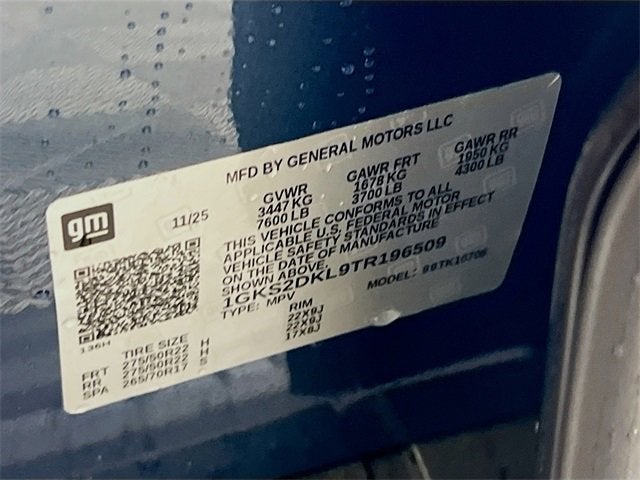 MFD BY GENERAL MOTORS LLC
gm
11/25
GVWR GAWR FRT GAWR RR
3447 KG 1678 KG 1950 KG
7600 LB 3700 LB 4300 LB
THIS VEHICLE CONFORMS TO ALL
APPLICABLE U.S. FEDERAL MOTOR
VEHICLE SAFETY STANDARDS IN EFFECT
ON THE DATE OF MANUFACTURE
SHOWN ABOVE.
1GKS2DKL9TR196509
TYPE: MPV MODEL:
136H
TIRE SIZE RIM
FRT 275/50R22 H 22X9J
RR 275/50R22 H 22X9J
SPA 265/70R17 S 17X8J